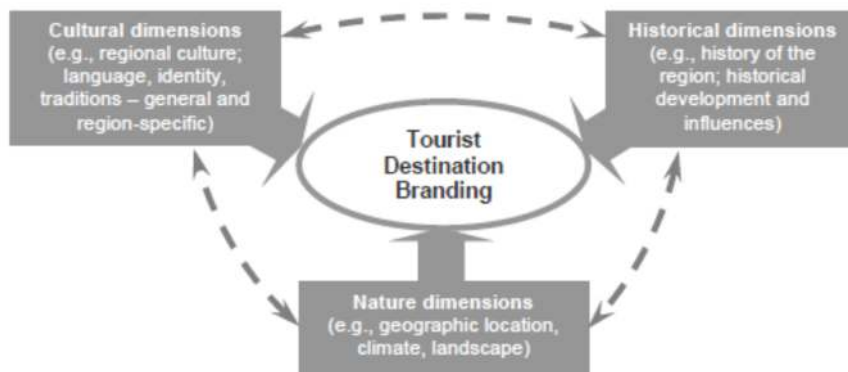 Cultural dimensions
(e.g., regional culture;
language, identity,
traditions – general and
region-specific)
Historical dimensions
(e.g., history of the
region; historical
development and
influences)
Tourist
Destination
Branding
Nature dimensions
(e.g., geographic location,
climate, landscape)